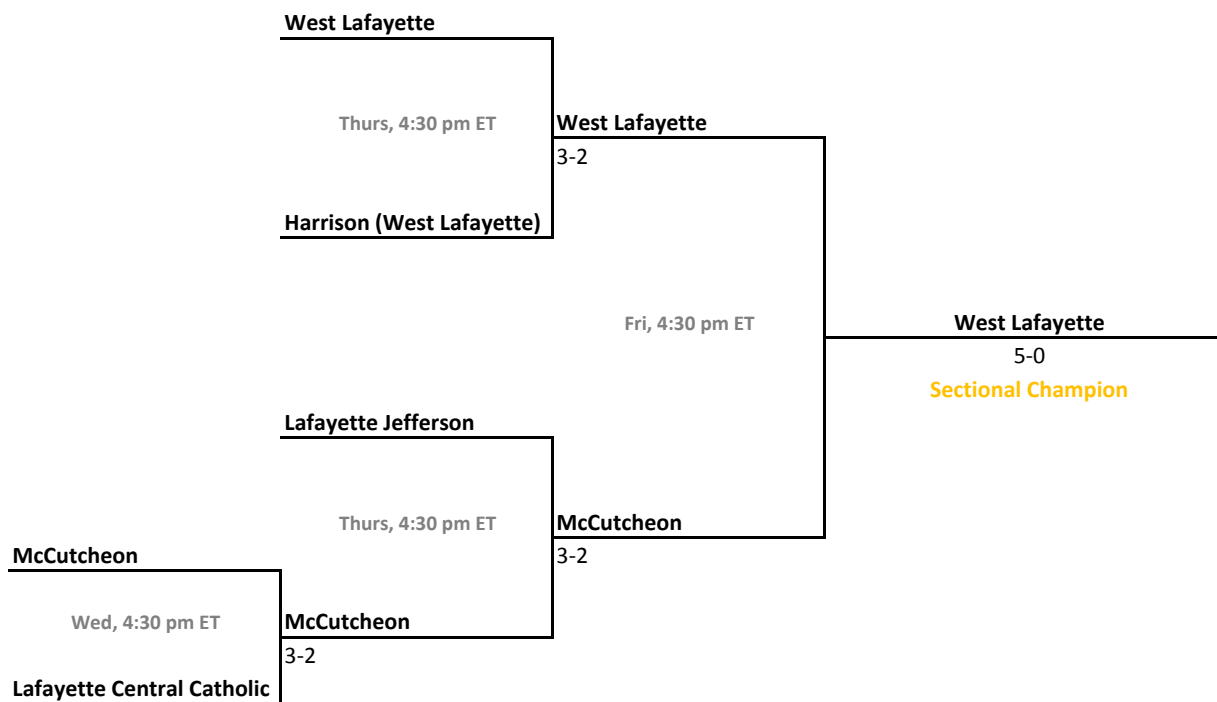 West Lafayette
Thurs, 4:30 pm ET
West Lafayette
3-2
Harrison (West Lafayette)
Fri, 4:30 pm ET
West Lafayette
5-0
Sectional Champion
Lafayette Jefferson
Thurs, 4:30 pm ET
McCutcheon
3-2
McCutcheon
Wed, 4:30 pm ET
McCutcheon
3-2
Lafayette Central Catholic